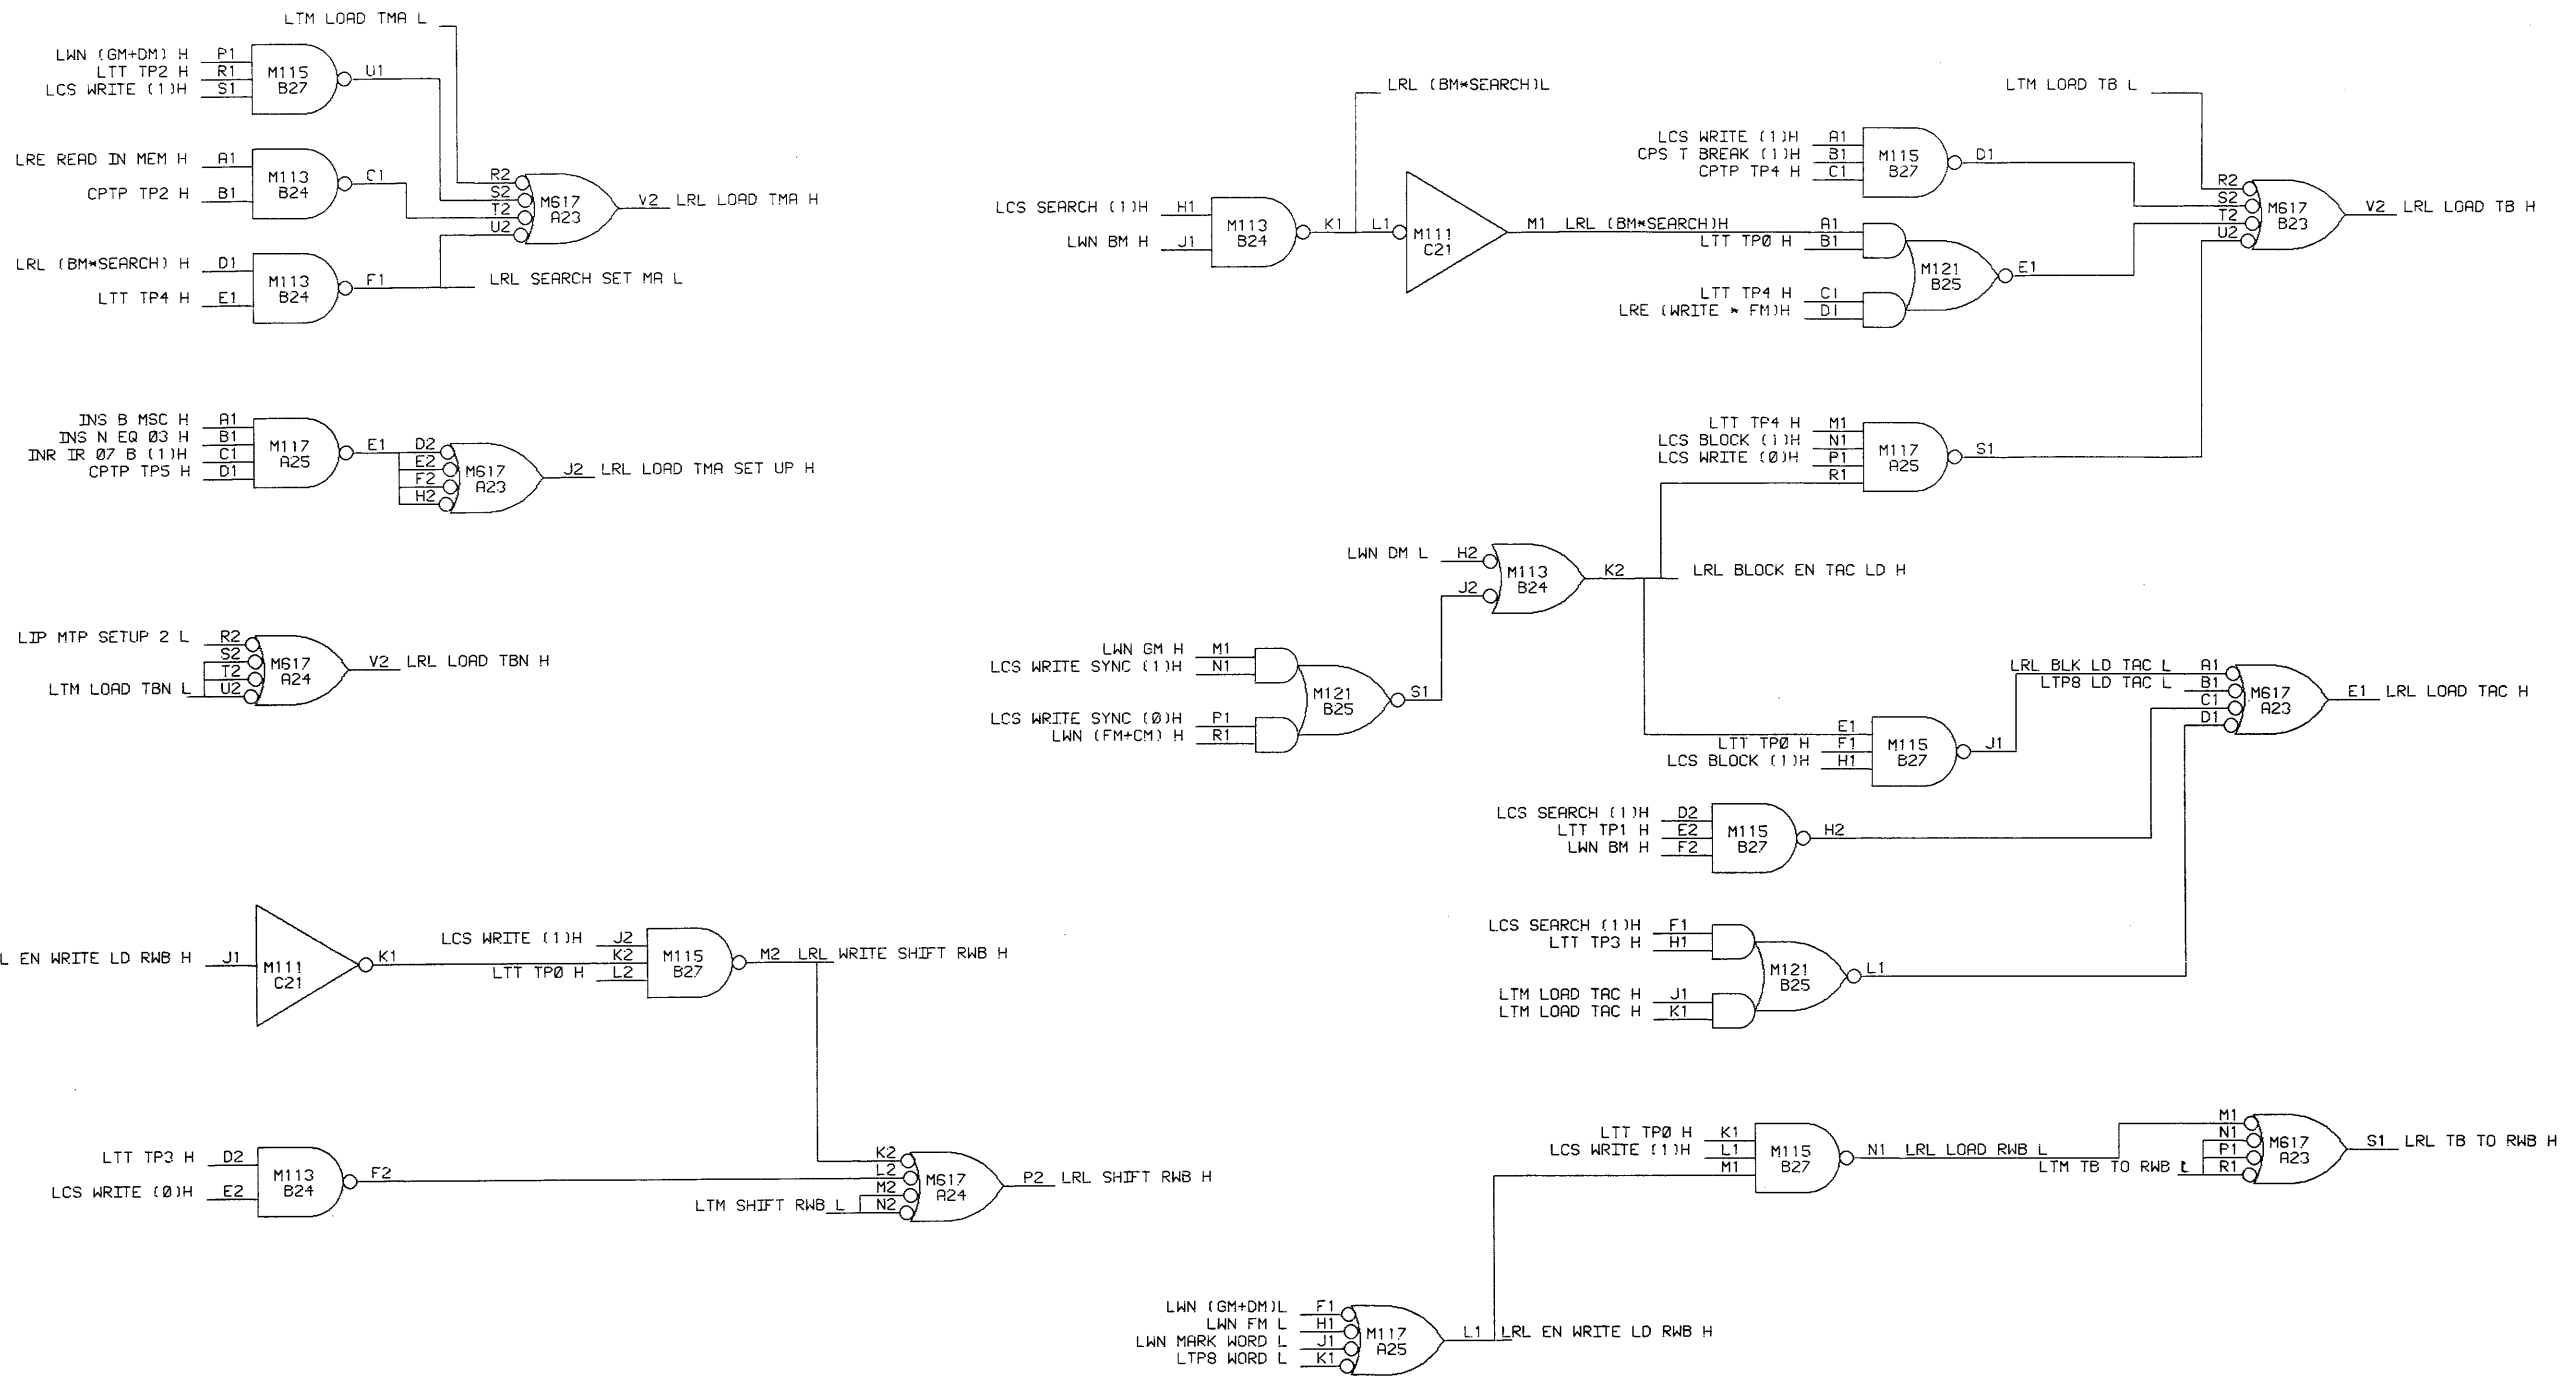 LTM LOAD TMA L
LWN (GM+DM) H P1
LTT TP2 H R1
LCS WRITE (1)H S1
M115
B27
U1
LRE READ IN MEM H A1
CPTP TP2 H B1
M113
B24
C1
LRL (BM*SEARCH) H D1
LTT TP4 H E1
M113
B24
F1
LRL SEARCH SET MA L
R2
S2
T2
U2
M617
A23
V2 LRL LOAD TMA H
INS B MSC H A1
INS N EQ Ø3 H B1
INR IR Ø7 B (1)H C1
CPTP TP5 H D1
M117
A25
E1
D2
E2
F2
H2
M617
A23
J2 LRL LOAD TMA SET UP H
LIP MTP SETUP 2 L R2
S2
T2
LTM LOAD TBN L U2
M617
A24
V2 LRL LOAD TBN H
L EN WRITE LD RWB H J1
M111
C21
K1
LCS WRITE (1)H J2
K2
LTT TPØ H L2
M115
B27
M2 LRL WRITE SHIFT RWB H
LTT TP3 H D2
LCS WRITE (Ø)H E2
M113
B24
F2
K2
L2
M2
LTM SHIFT RWB L N2
M617
A24
P2 LRL SHIFT RWB H
LRL (BM*SEARCH)L
LCS SEARCH (1)H H1
LWN BM H J1
M113
B24
K1
L1
M111
C21
M1 LRL (BM*SEARCH)H A1
LTT TPØ H B1
LTT TP4 H C1
LRE (WRITE * FM)H D1
M121
B25
E1
LTM LOAD TB L
LCS WRITE (1)H A1
CPS T BREAK (1)H B1
CPTP TP4 H C1
M115
B27
D1
R2
S2
T2
U2
M617
B23
V2 LRL LOAD TB H
LTT TP4 H M1
LCS BLOCK (1)H N1
LCS WRITE (Ø)H P1
R1
M117
A25
S1
LWN DM L H2
J2
M113
B24
K2 LRL BLOCK EN TAC LD H
LWN GM H M1
LCS WRITE SYNC (1)H N1
LCS WRITE SYNC (Ø)H P1
LWN (FM+CM) H R1
M121
B25
S1
E1
LTT TPØ H F1
LCS BLOCK (1)H H1
M115
B27
J1
LRL BLK LD TAC L A1
LTP8 LD TAC L B1
C1
D1
M617
A23
E1 LRL LOAD TAC H
LCS SEARCH (1)H D2
LTT TP1 H E2
LWN BM H F2
M115
B27
H2
LCS SEARCH (1)H F1
LTT TP3 H H1
LTM LOAD TAC H J1
LTM LOAD TAC H K1
M121
B25
L1
LTT TPØ H K1
LCS WRITE (1)H L1
M1
M115
B27
N1 LRL LOAD RWB L
M1
N1
P1
LTM TB TO RWB L R1
M617
A23
S1 LRL TB TO RWB H
LWN (GM+DM)L F1
LWN FM L H1
LWN MARK WORD L J1
LTP8 WORD L K1
M117
A25
L1 LRL EN WRITE LD RWB H